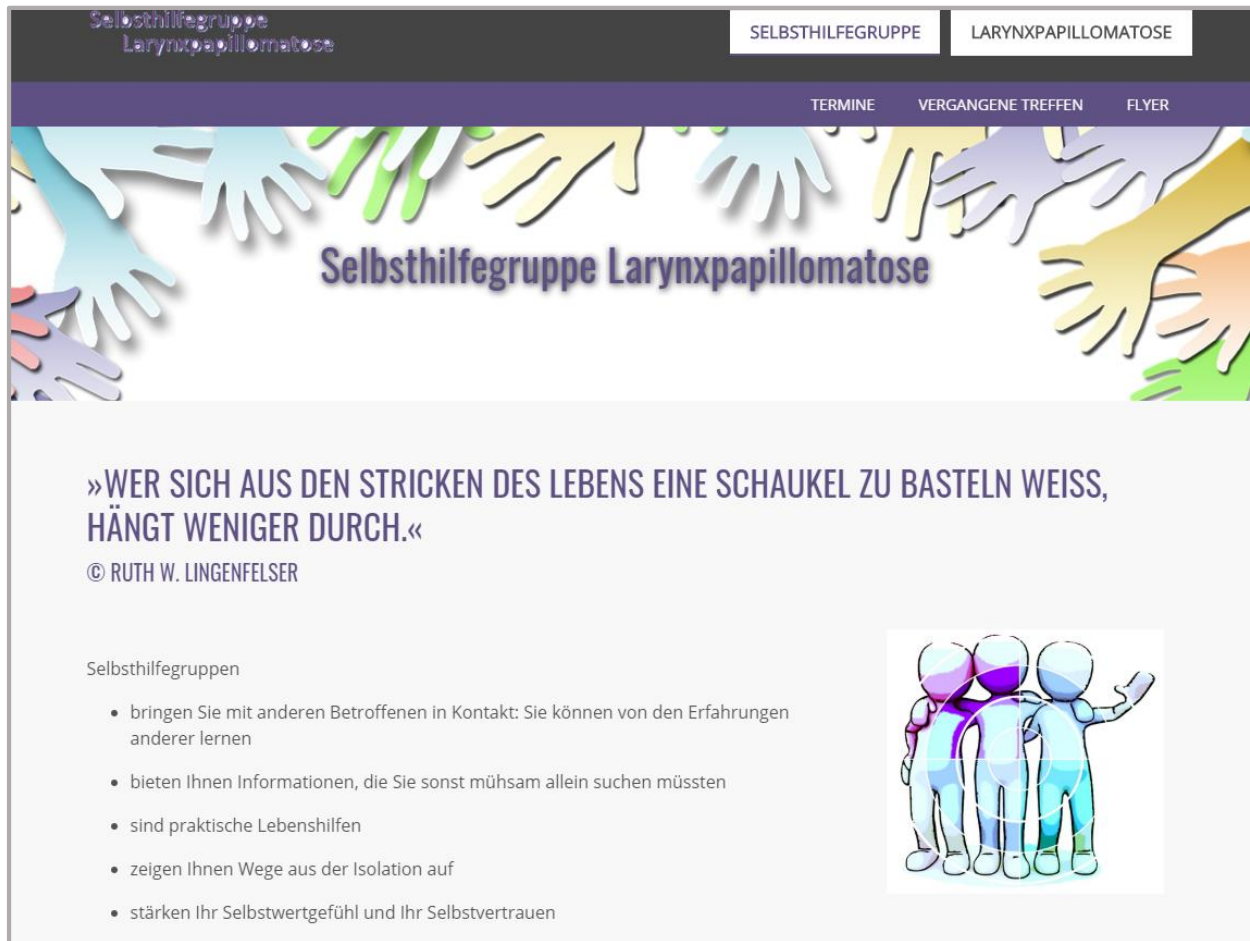 Selbsthilfegruppe
Larynxpapillomatose
SELBSTHILFEGRUPPE
LARYNXPAPILLOMATOSE
TERMINE
VERGANGENE TREFFEN
FLYER
Selbsthilfegruppe Larynxpapillomatose
»WER SICH AUS DEN STRICKEN DES LEBENS EINE SCHAUKEL ZU BASTELN WEISS,
HÄNGT WENIGER DURCH.«
© RUTH W. LINGENFELSER
Selbsthilfegruppen
• bringen Sie mit anderen Betroffenen in Kontakt: Sie können von den Erfahrungen
anderer lernen
• bieten Ihnen Informationen, die Sie sonst mühsam allein suchen müssten
• sind praktische Lebenshilfen
• zeigen Ihnen Wege aus der Isolation auf
• stärken Ihr Selbstwertgefühl und Ihr Selbstvertrauen